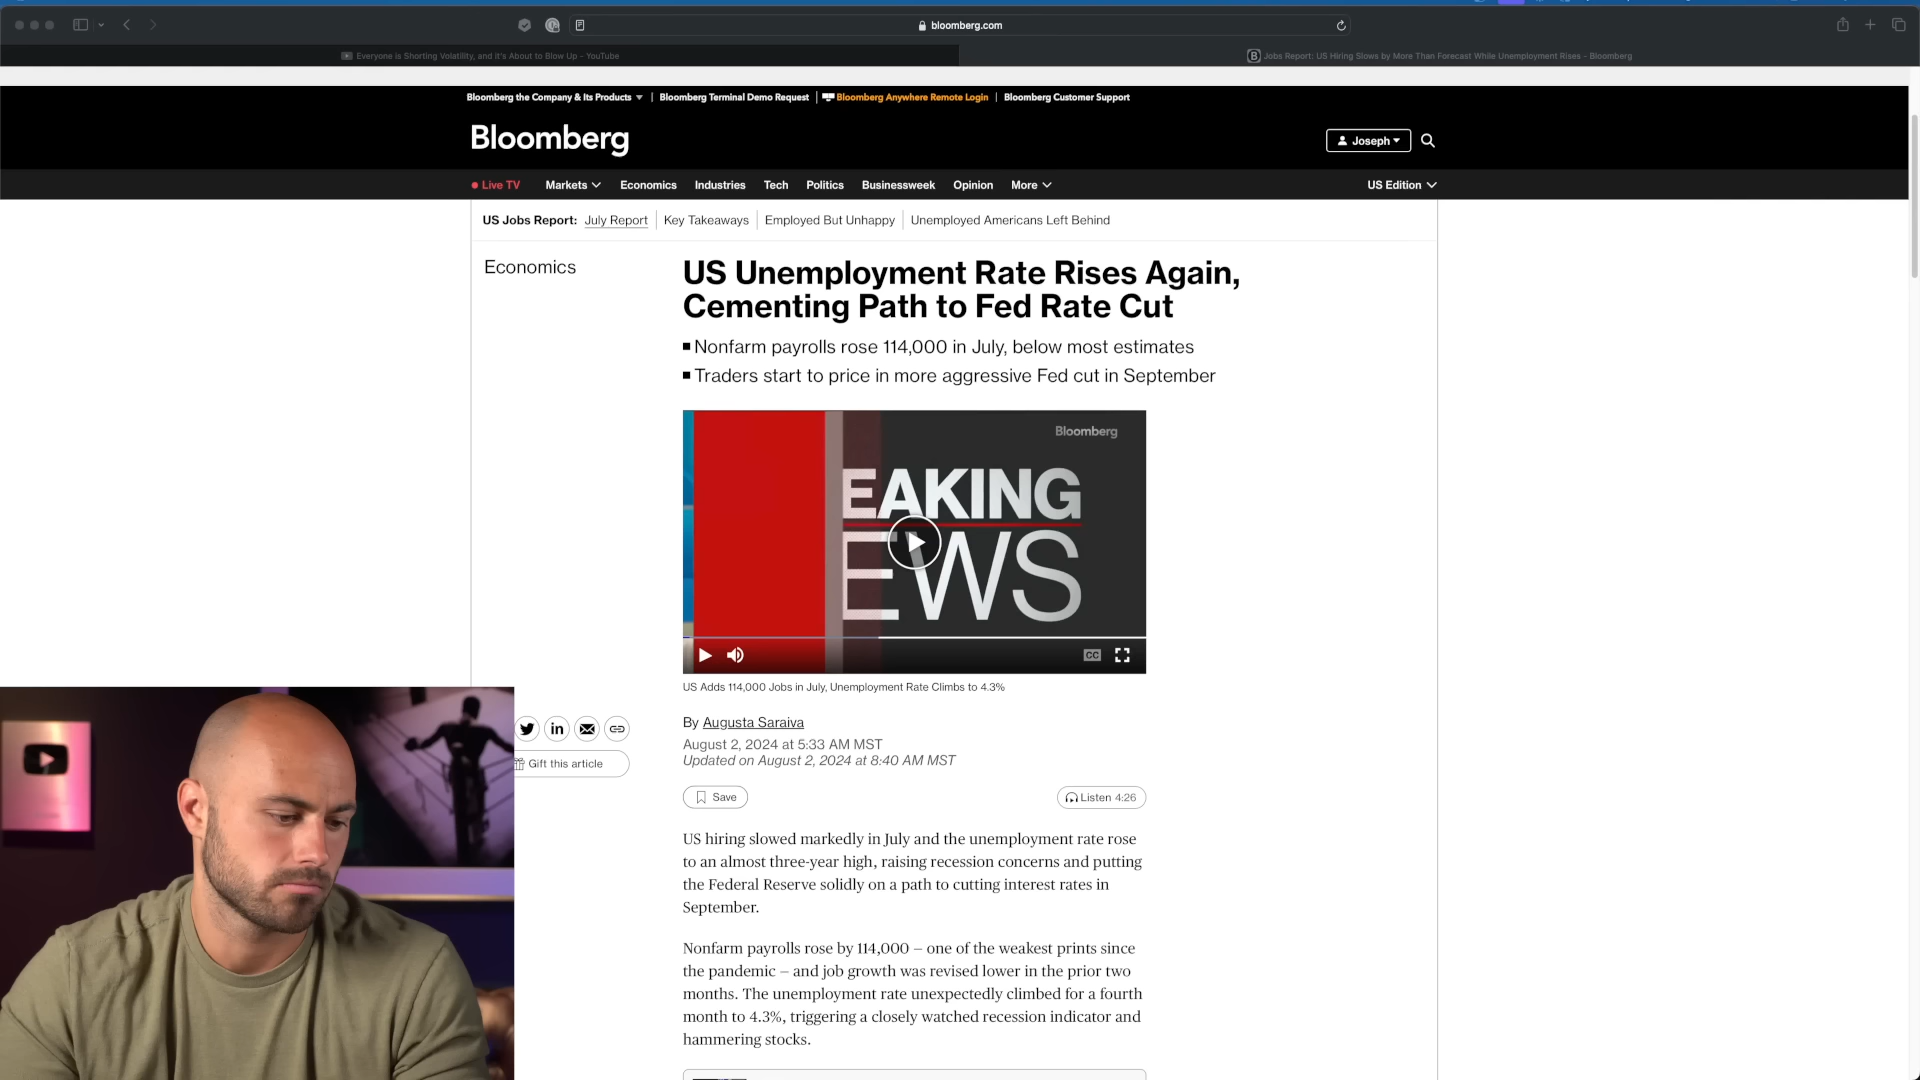 bloomberg.com
Everyone is Shorting Volatility, and it's About to Blow Up - YouTube
B Jobs Report: US Hiring Slows by More Than Forecast While Unemployment Rises - Bloomberg
Bloomberg the Company & Its Products | Bloomberg Terminal Demo Request | Bloomberg Anywhere Remote Login | Bloomberg Customer Support
Bloomberg
Joseph
Live TV Markets Economics Industries Tech Politics Businessweek Opinion More US Edition
US Jobs Report: July Report Key Takeaways Employed But Unhappy Unemployed Americans Left Behind
Economics
US Unemployment Rate Rises Again,
Cementing Path to Fed Rate Cut
Nonfarm payrolls rose 114,000 in July, below most estimates
Traders start to price in more aggressive Fed cut in September
Bloomberg
EAKING
EWS
CC
US Adds 114,000 Jobs in July, Unemployment Rate Climbs to 4.3%
By Augusta Saraiva
August 2, 2024 at 5:33 AM MST
Updated on August 2, 2024 at 8:40 AM MST
in
Gift this article
Save
Listen 4:26
US hiring slowed markedly in July and the unemployment rate rose
to an almost three-year high, raising recession concerns and putting
the Federal Reserve solidly on a path to cutting interest rates in
September.
Nonfarm payrolls rose by 114,000 — one of the weakest prints since
the pandemic — and job growth was revised lower in the prior two
months. The unemployment rate unexpectedly climbed for a fourth
month to 4.3%, triggering a closely watched recession indicator and
hammering stocks.